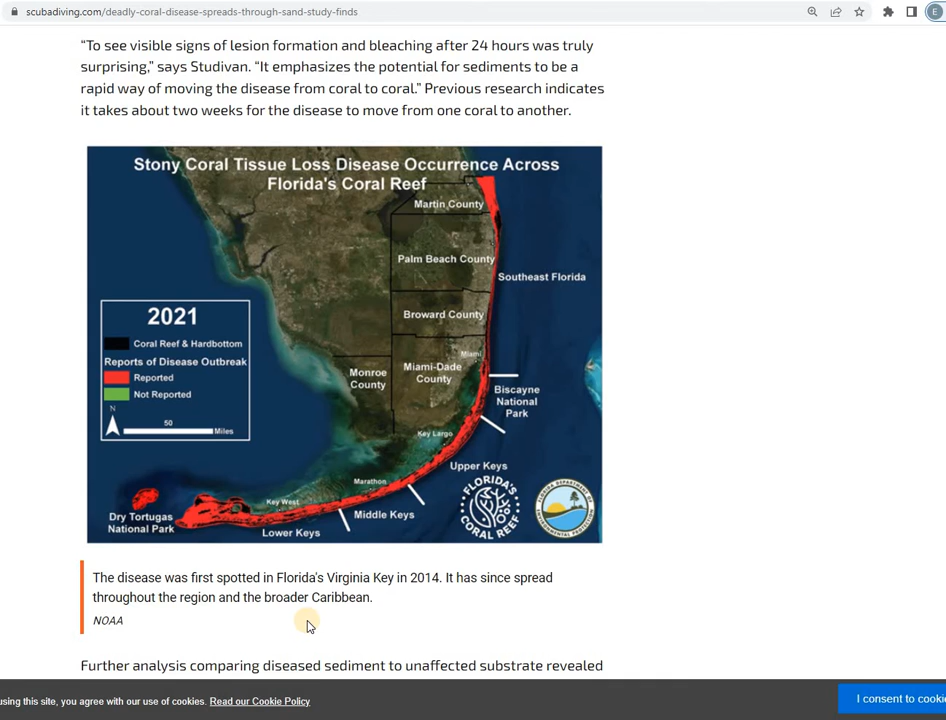 scubadiving.com/deadly-coral-disease-spreads-through-sand-study-finds
E
“To see visible signs of lesion formation and bleaching after 24 hours was truly
surprising,” says Studivan. “It emphasizes the potential for sediments to be a
rapid way of moving the disease from coral to coral.” Previous research indicates
it takes about two weeks for the disease to move from one coral to another.
Stony Coral Tissue Loss Disease Occurrence Across
Florida's Coral Reef
Martin County
Palm Beach County
Southeast Florida
2021
Broward County
Coral Reef & Hardbottom
Reports of Disease Outbreak
Reported
Not Reported
N
50
Miles
Miami
Monroe
County
Miami-Dade
County
Biscayne
National
Park
Key Largo
Upper Keys
Marathon
Middle Keys
Key West
Lower Keys
Dry Tortugas
National Park
FLORIDA'S
CORAL REEF
The disease was first spotted in Florida's Virginia Key in 2014. It has since spread
throughout the region and the broader Caribbean.
NOAA
Further analysis comparing diseased sediment to unaffected substrate revealed
using this site, you agree with our use of cookies. Read our Cookie Policy
I consent to cookie